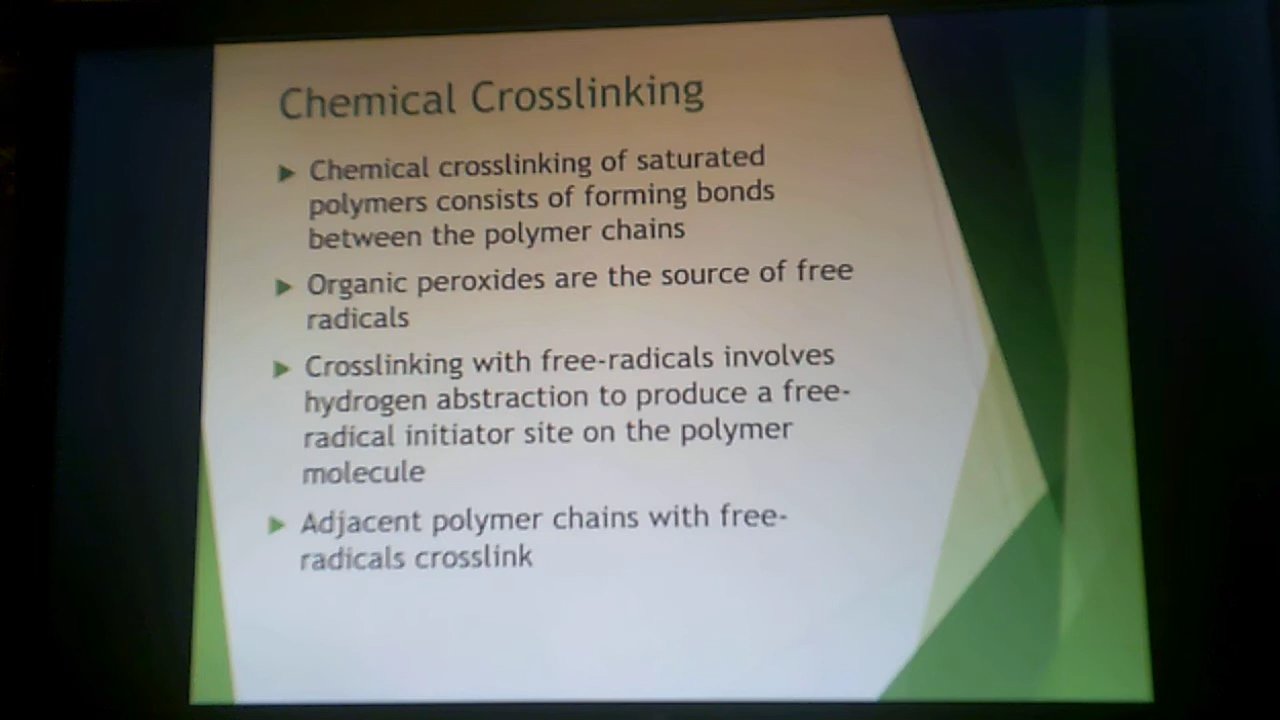 Chemical Crosslinking
Chemical crosslinking of saturated
polymers consists of forming bonds
between the polymer chains
Organic peroxides are the source of free
radicals
Crosslinking with free-radicals involves
hydrogen abstraction to produce a free-
radical initiator site on the polymer
molecule
Adjacent polymer chains with free-
radicals crosslink